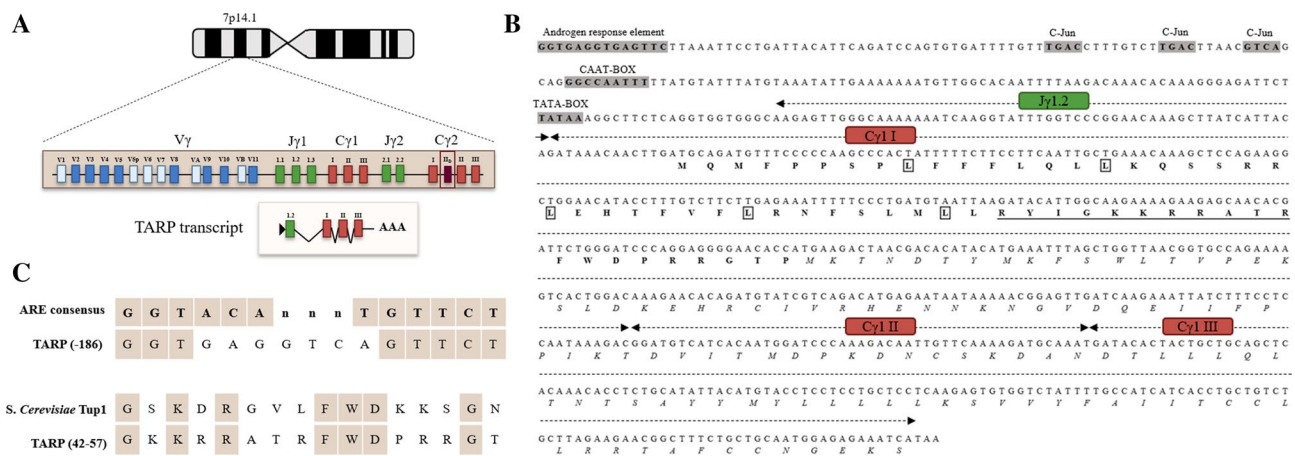 A
7p14.1
Vγ Jγ1 Cγ1 Jγ2 Cγ2
V1 V2 V3 V4 V5 V5p V6 V7 V8 VA V9 V10 VB V11 1.1 1.2 1.3 I II III 2.1 2.2 I II II III
TARP transcript 1.2 I II III AAA
C
ARE consensus G G T A C A n n n T G T T C T
TARP (-186) G G T G A G G T C A G T T C T
S. Cerevisiae Tup1 G S K D R G V L F W D K K S G N
TARP (42-57) G K K R R A T R F W D P R R G T
B
Androgen response element C-Jun C-Jun C-Jun
GGTGAGGTGAGTTCTTAAATTCCTGATTACATTCAGATCCAGTGTGATTTTGTTTGACCTTTGTCTTGACTTAACGTCAG
CAAT-BOX
CAGGGCCAATTTTTATGTATTTATGTAAATATTGAAAAAAATGTTGGCACAATTTTAAGACAAACACAAAGGGAGATTCT
TATA-BOX Jγ1.2
TATAAAGGCTTCTCAGGTGGTGGGCAAGAGTTGGGCAAAAAAATCAAGGTATTTGGTCCCGGAACAAAGCTTATCATTAC
Cγ1 I
AGATAAACAACTTGATGCAGATGTTTCCCCCAAGCCCACTATTTTTCTTCCTTCAATTGCTGAAACAAAGCTCCAGAAGG
M Q M F P P S P L F F F L Q L L K Q S S R R
CTGGAACATACCTTTGTCTTCTTGAGAAATTTTTCCCTGATGTAATTAAGATACATTGGCAAGAAAAGAAGAGCAACACG
L E H T F V F L R N F S L M L R Y I G K K R R A T R
ATTCTGGGATCCCAGGAGGGGAACACCATGAAGACTAACGACACATACATGAAATTTAGCTGGTTAACGGTGCCAGAAAA
F W D P R R G T P M K T N D T Y M K F S W L T V P E K
GTCACTGGACAAAGAACACAGATGTATCGTCAGACATGAGAATAATAAAAACGGAGTTGATCAAGAAATTATCTTTCCTC
S L D K E H R C I V R H E N N K N G V D Q E I I F P
Cγ1 II Cγ1 III
CAATAAAGACGGATGTCATCACAATGGATCCCAAAGACAATTGTTCAAAAGATGCAAATGATACACTACTGCTGCAGCTC
P I K T D V I T M D P K D N C S K D A N D T L L L Q L
ACAAACACCTCTGCATATTACATGTACCTCCTCCTGCTCCTCAAGAGTGTGGTCTATTTTGCCATCATCACCTGCTGTCT
T N T S A Y Y M Y L L L L L K S V V Y F A I I T C C L
GCTTAGAAGAACGGCTTTCTGCTGCAATGGAGAGAAATCATAA
L R R T A F C C N G E K S